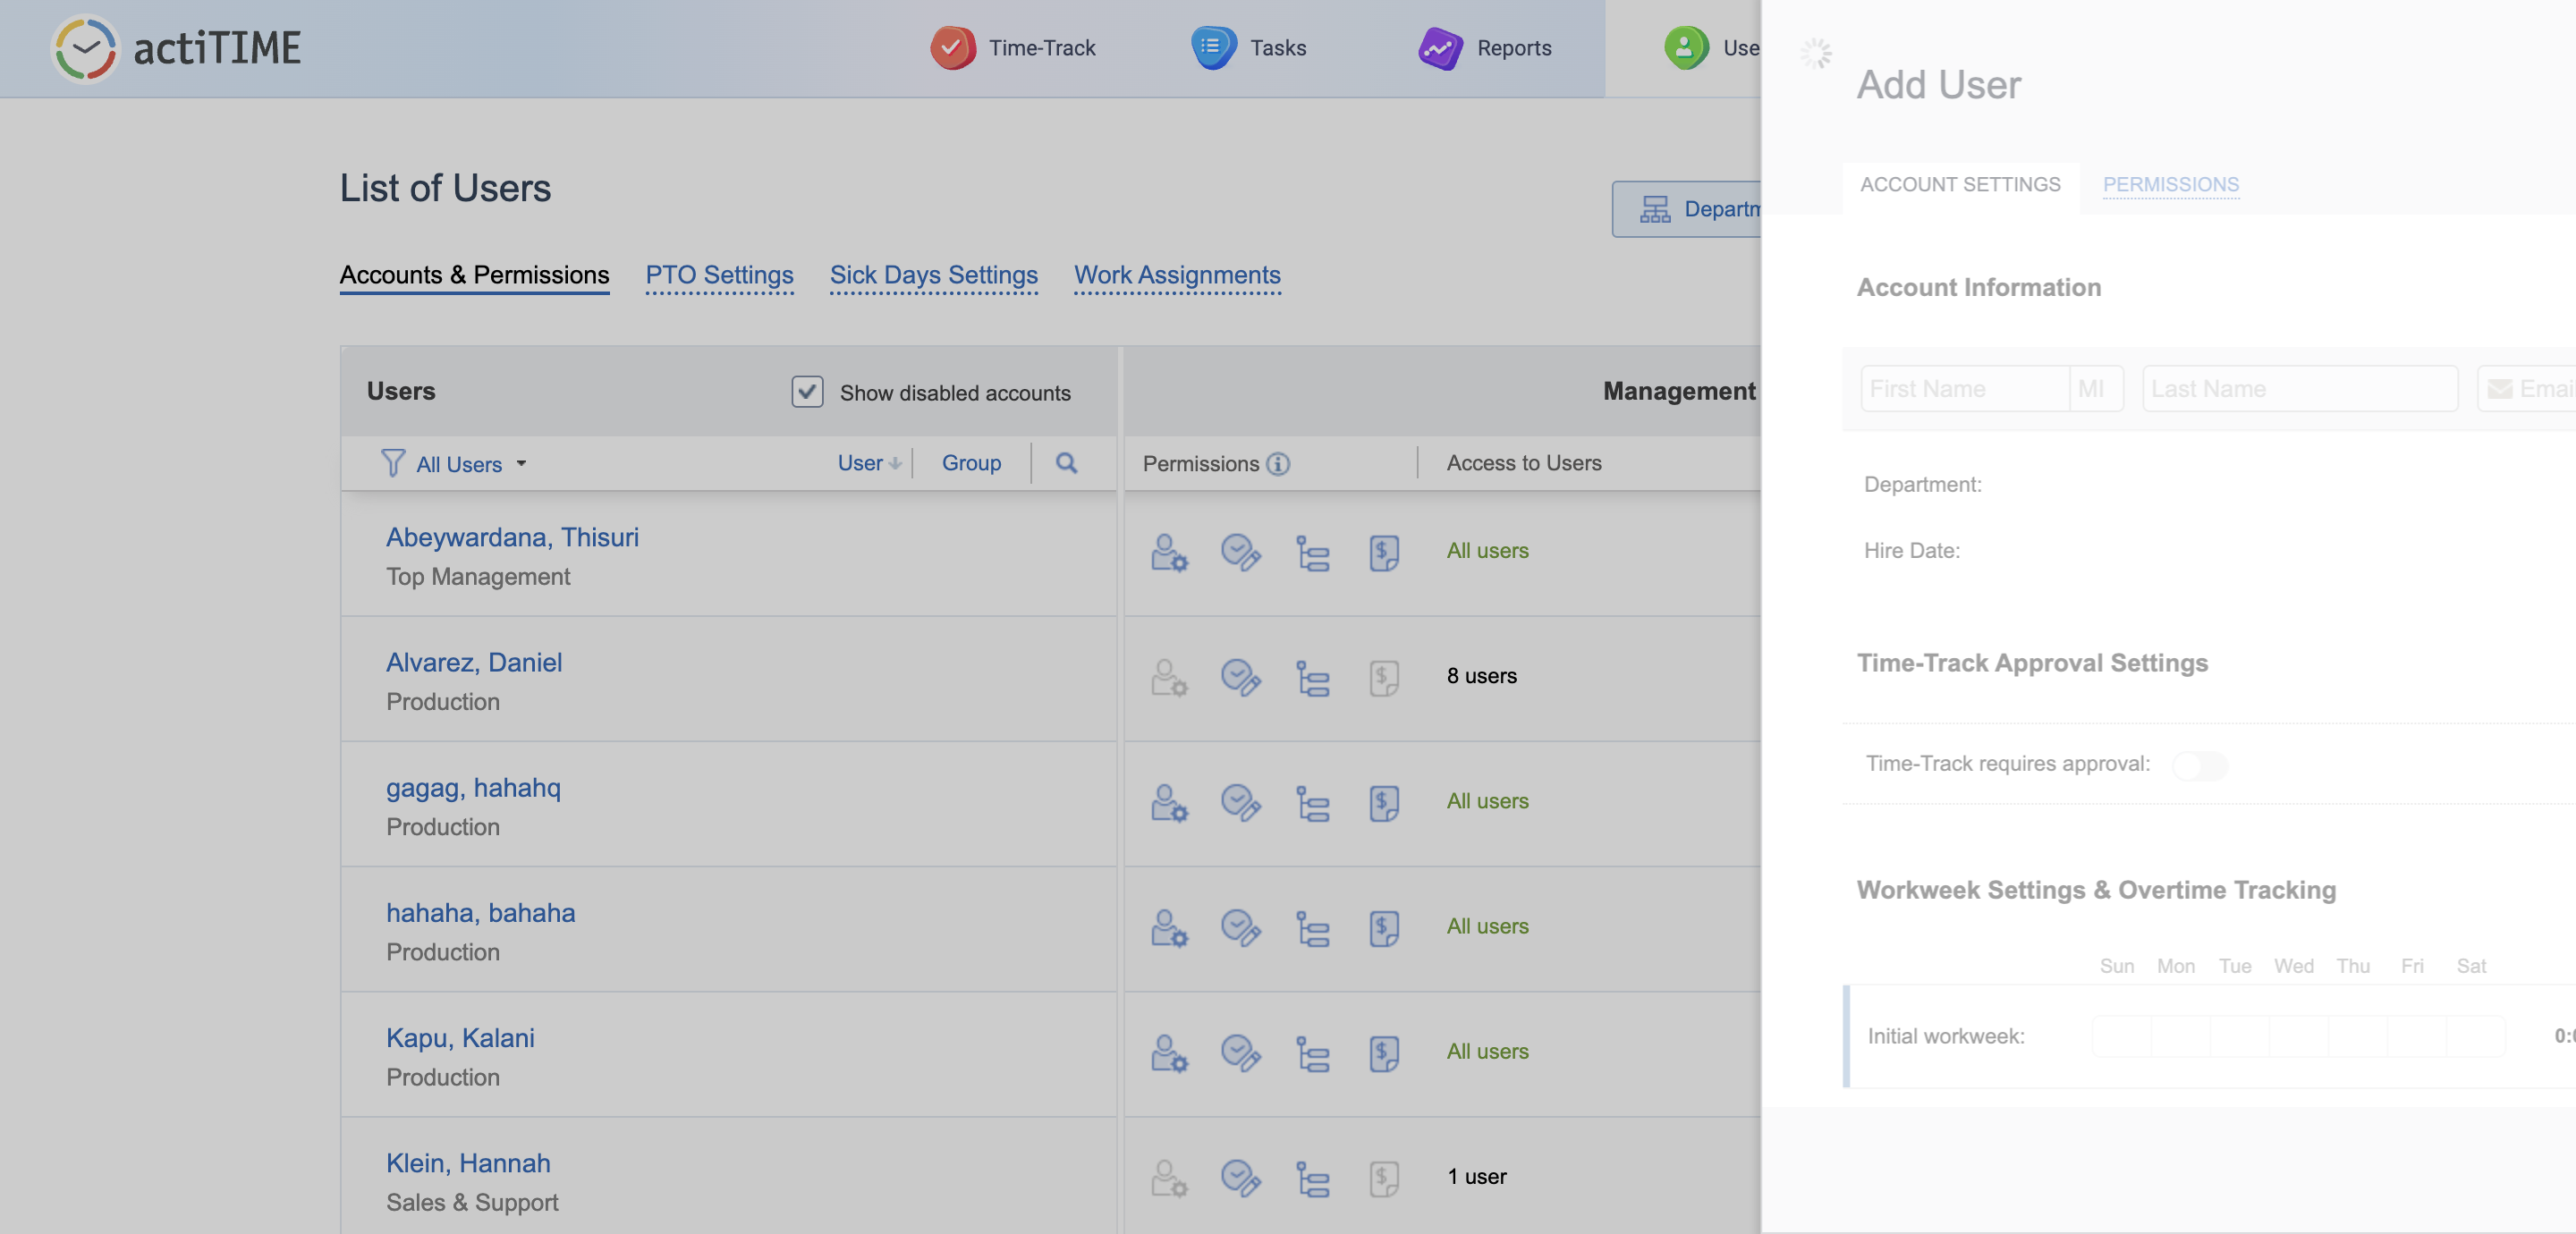 actiTIME
Time-Track
Tasks
Reports
List of Users
Accounts & Permissions
PTO Settings
Sick Days Settings
Work Assignments
Users
Show disabled accounts
Management
All Users
User
Group
Permissions
Access to Users
Abeywardana, Thisuri
Top Management
All users
Alvarez, Daniel
Production
8 users
gagag, hahahq
Production
All users
hahaha, bahaha
Production
All users
Kapu, Kalani
Production
All users
Klein, Hannah
Sales & Support
1 user
Add User
ACCOUNT SETTINGS
PERMISSIONS
Account Information
First Name
MI
Last Name
Email
Department:
Hire Date:
Time-Track Approval Settings
Time-Track requires approval:
Workweek Settings & Overtime Tracking
Sun Mon Tue Wed Thu Fri Sat
Initial workweek: